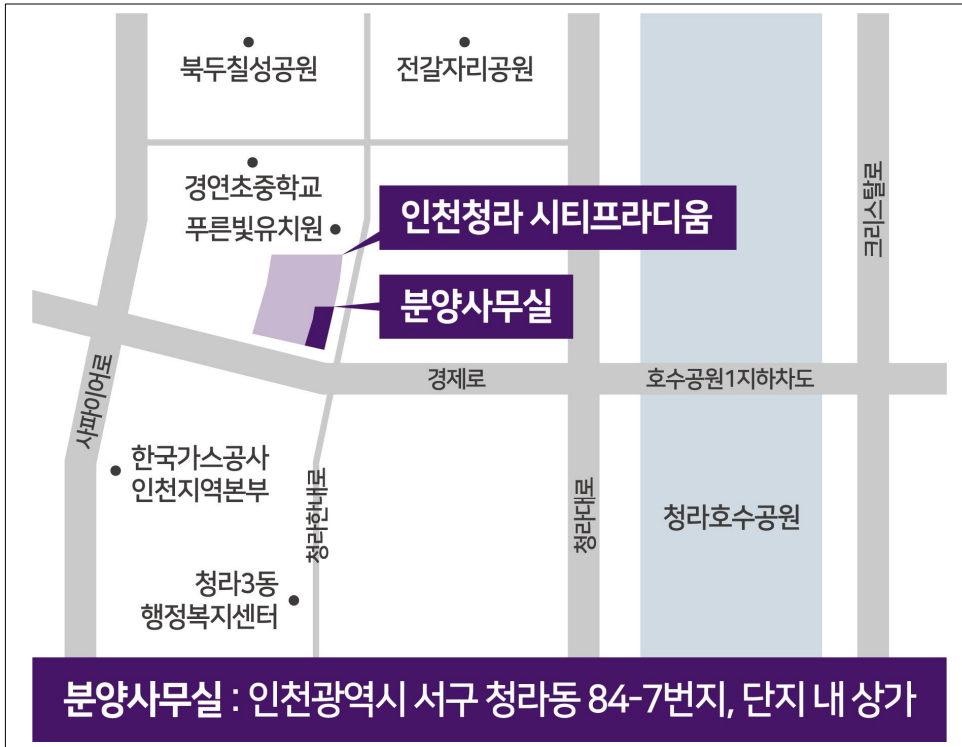 북두칠성공원
전갈자리공원
경연초중학교
푸른빛유치원
인천청라 시티프라디움
분양사무실
크리스탈로
사파이어로
경제로
호수공원1지하차도
한국가스공사
인천지역본부
청라한내로
청라대로
청라호수공원
청라3동
행정복지센터
분양사무실 : 인천광역시 서구 청라동 84-7번지, 단지 내 상가